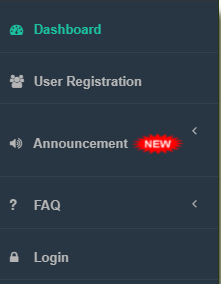 Dashboard
User Registration
Announcement NEW
? FAQ
Login